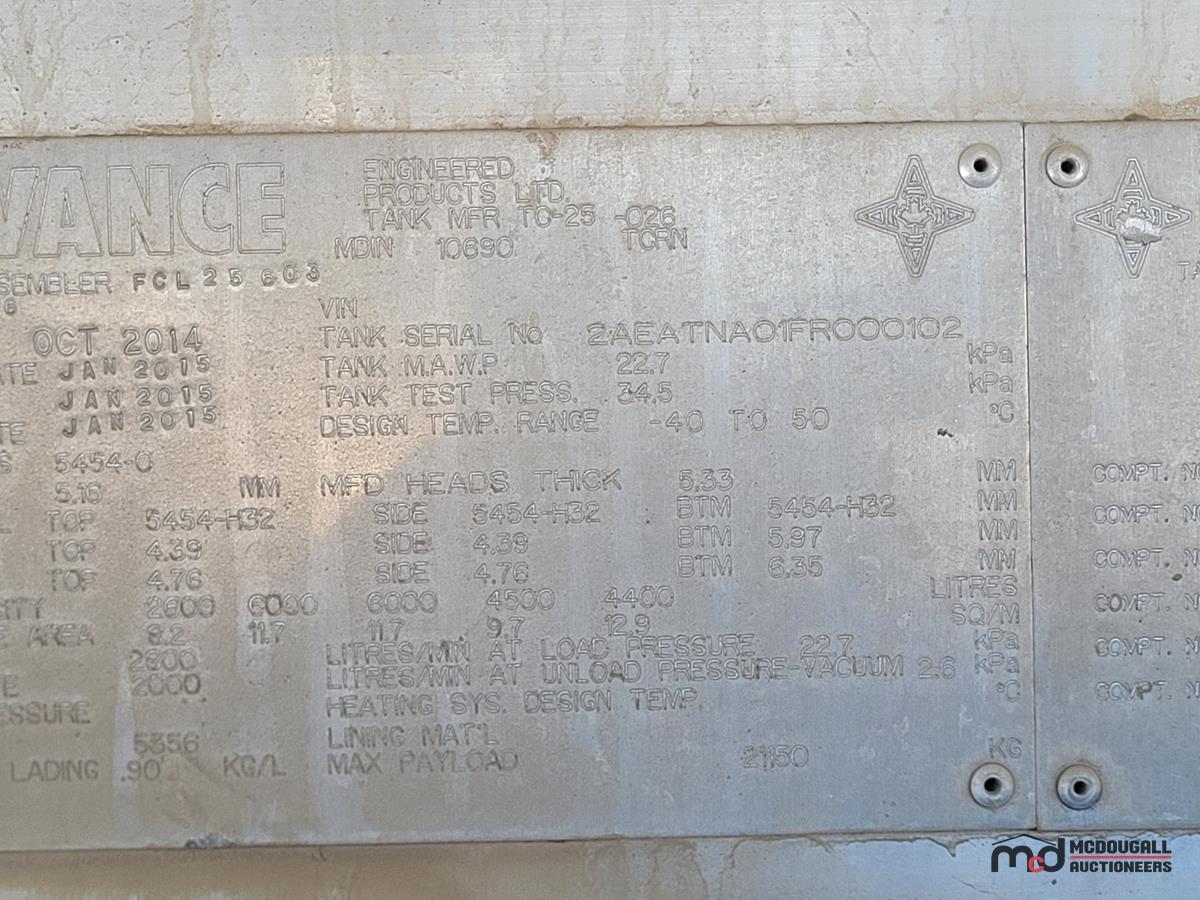 VANCE ENGINEERED
PRODUCTS LTD.
TANK MFR TC-25 -026
MDIN 10690 TCRN
SEMBLER FCL 25 603
6 VIN
OCT 2014 TANK SERIAL No 2AEATNA01FR000102
ATE JAN 2015 TANK M.A.W.P 22.7 kPa
JAN 2015 TANK TEST PRESS. 34.5 kPa
TE JAN 2015 DESIGN TEMP. RANGE -40 TO 50 °C
S 5454-0
5.16 MM MFD HEADS THICK 5.33 MM
L TOP 5454-H32 SIDE 5454-H32 BTM 5454-H32 MM
TOP 4.39 SIDE 4.39 BTM 5.97 MM
TOP 4.76 SIDE 4.76 BTM 6.35 MM
CITY 6000 6000 4500 4400 LITRES
E AREA 11.7 11.7 9.7 12.9 SQ/M
LITRES/MIN AT LOAD PRESSURE 22.7 kPa
E 2000 LITRES/MIN AT UNLOAD PRESSURE-VACUUM 2.6 kPa
ESSURE HEATING SYS. DESIGN TEMP. °C
5356 LINING MAT'L
LADING .90 KG/L MAX PAYLOAD 21150 KG
COMPT. N
COMPT. N
COMPT. N
COMPT. N
COMPT. N
COMPT. N
mcd MCDOUGALL
AUCTIONEERS